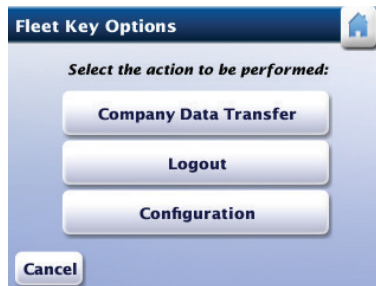 Fleet Key Options
Select the action to be performed:
Company Data Transfer
Logout
Configuration
Cancel